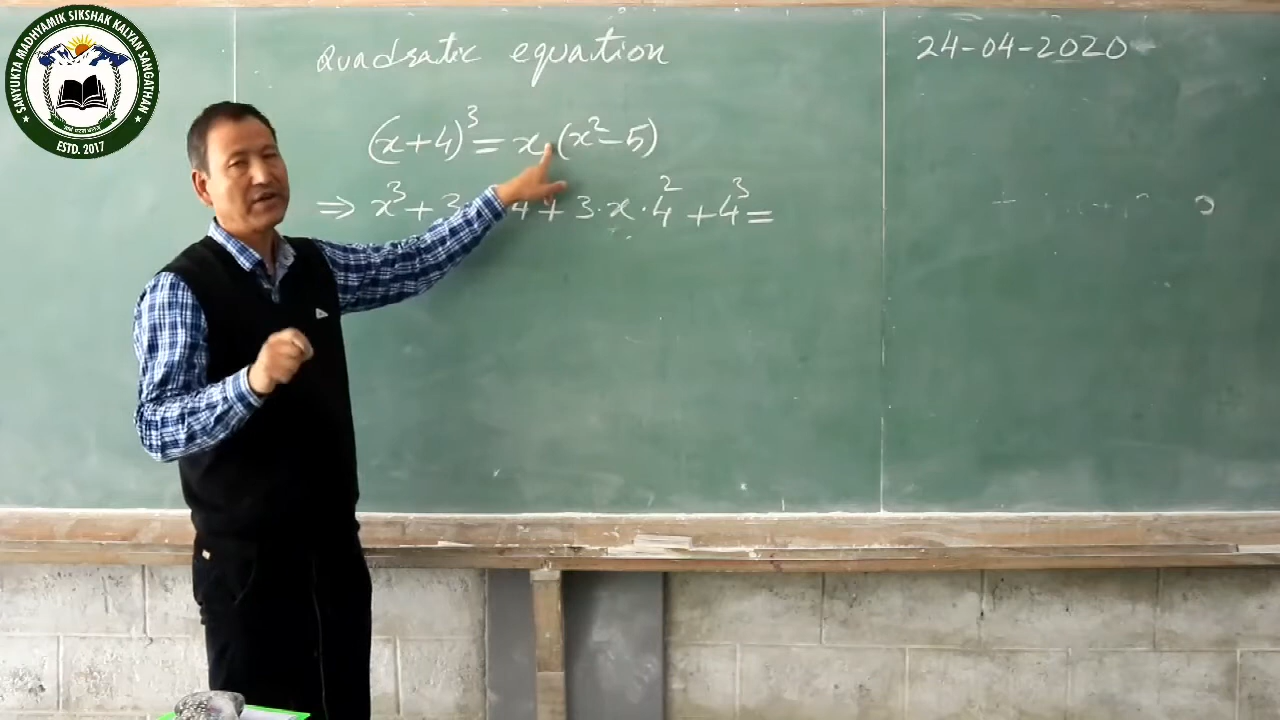 SANYUKTA MADHYAMIK SIKSHAK KALYAN SANGATHAN
ESTD. 2017
Quadratic equation
24-04-2020
(x+4)³ = x.(x²-5)
⇒ x³ + 3 4 + 3.x.4² + 4³ =